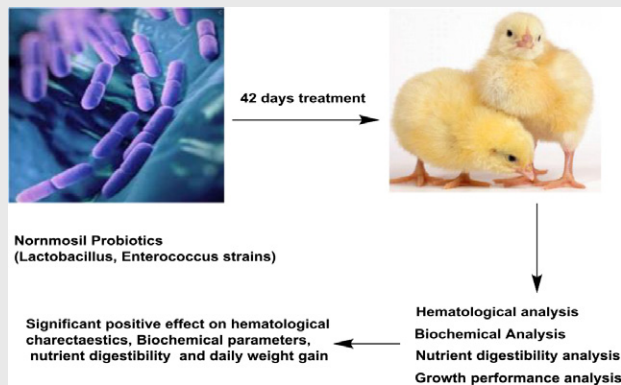 42 days treatment
Nornmosil Probiotics
(Lactobacillus, Enterococcus strains)
Hematological analysis
Biochemical Analysis
Nutrient digestibility analysis
Growth performance analysis
Significant positive effect on hematological
charectaestics, Biochemical parameters,
nutrient digestibility and daily weight gain